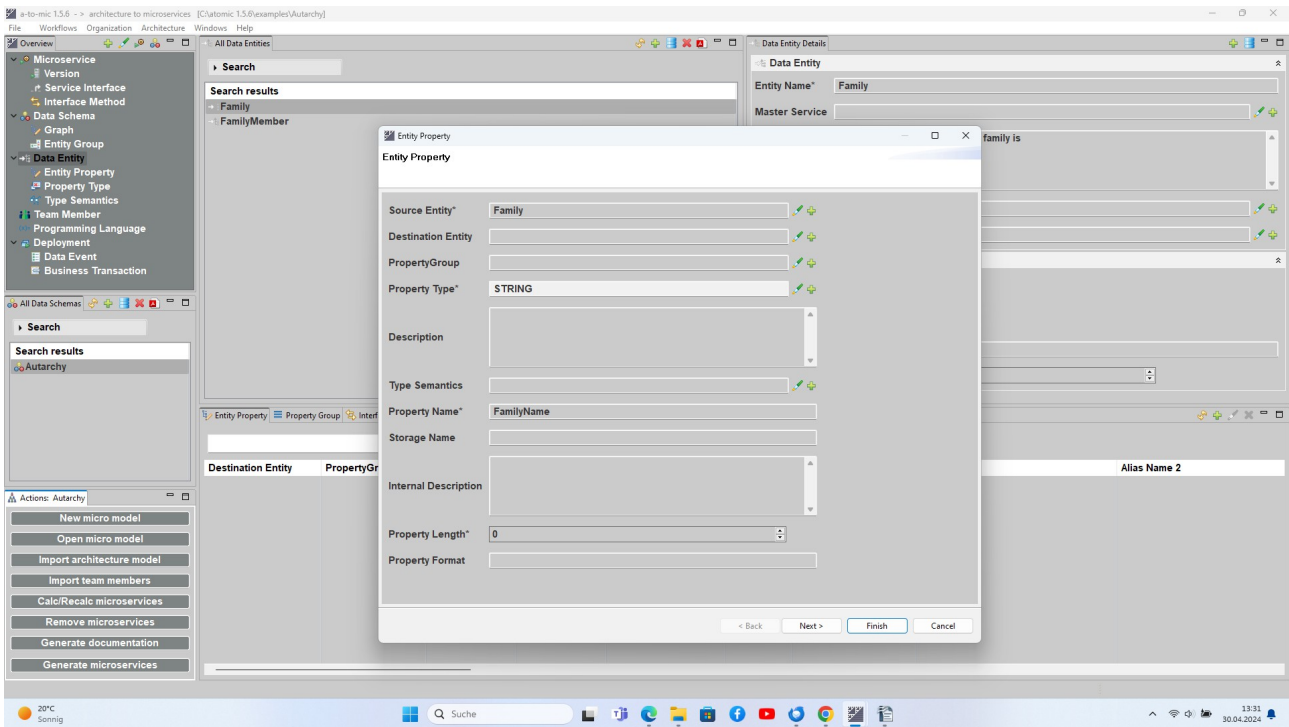 a-to-mic 1.5.6 - > architecture to microservices [C:\atomic 1.5.6\examples\Autarchy]
File Workflows Organization Architecture Windows Help
Overview
Microservice
Version
Service Interface
Interface Method
Data Schema
Graph
Entity Group
Data Entity
Entity Property
Property Type
Type Semantics
Team Member
Programming Language
Deployment
Data Event
Business Transaction
All Data Schemas
Search
Search results
Autarchy
Actions: Autarchy
New micro model
Open micro model
Import architecture model
Import team members
Calc/Recalc microservices
Remove microservices
Generate documentation
Generate microservices
All Data Entities
Search
Search results
Family
FamilyMember
Data Entity Details
Data Entity
Entity Name* Family
Master Service
family is
Entity Property Property Group Interf
Destination Entity PropertyGr Alias Name 2
Entity Property
Entity Property
Source Entity* Family
Destination Entity
PropertyGroup
Property Type* STRING
Description
Type Semantics
Property Name* FamilyName
Storage Name
Internal Description
Property Length* 0
Property Format
< Back Next > Finish Cancel
20°C
Sonnig
Suche
13:31
30.04.2024